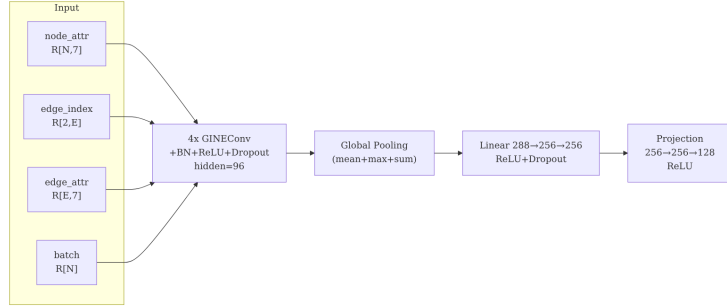 Input
node_attr
R[N,7]
edge_index
R[2,E]
edge_attr
R[E,7]
batch
R[N]
4x GINEConv
+BN+ReLU+Dropout
hidden=96
Global Pooling
(mean+max+sum)
Linear 288→256→256
ReLU+Dropout
Projection
256→256→128
ReLU